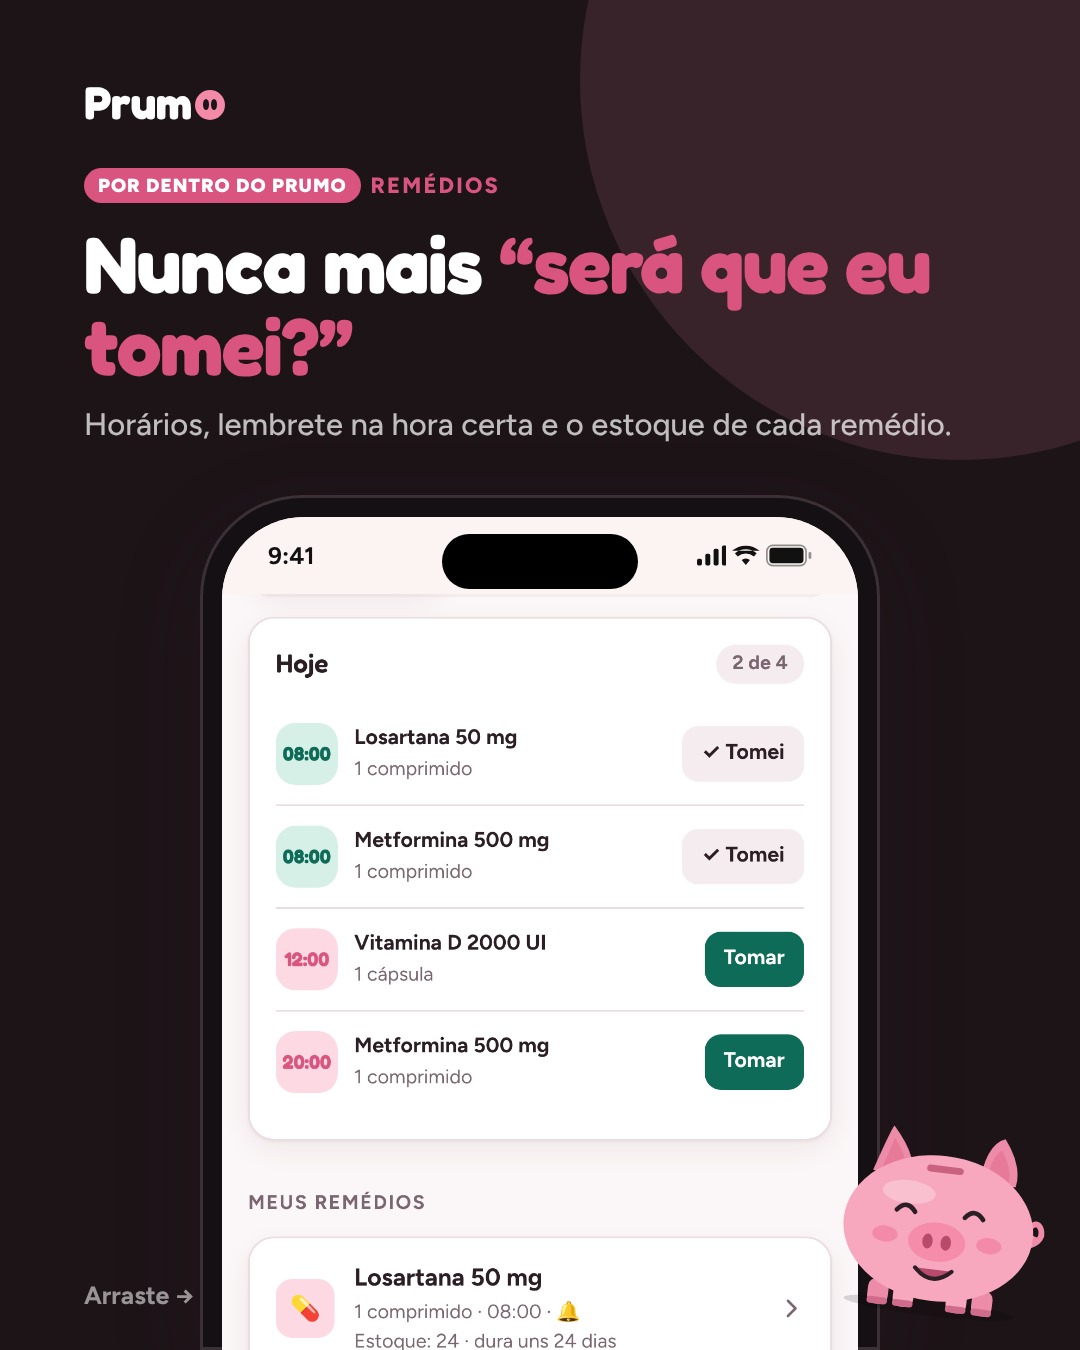 Prumo
POR DENTRO DO PRUMO REMÉDIOS
Nunca mais “será que eu
tomei?”
Horários, lembrete na hora certa e o estoque de cada remédio.
9:41
Hoje
2 de 4
08:00
Losartana 50 mg
1 comprimido
✓ Tomei
08:00
Metformina 500 mg
1 comprimido
✓ Tomei
12:00
Vitamina D 2000 UI
1 cápsula
Tomar
20:00
Metformina 500 mg
1 comprimido
Tomar
MEUS REMÉDIOS
Losartana 50 mg
1 comprimido · 08:00 · 🔔
Estoque: 24 · dura uns 24 dias
Arraste →